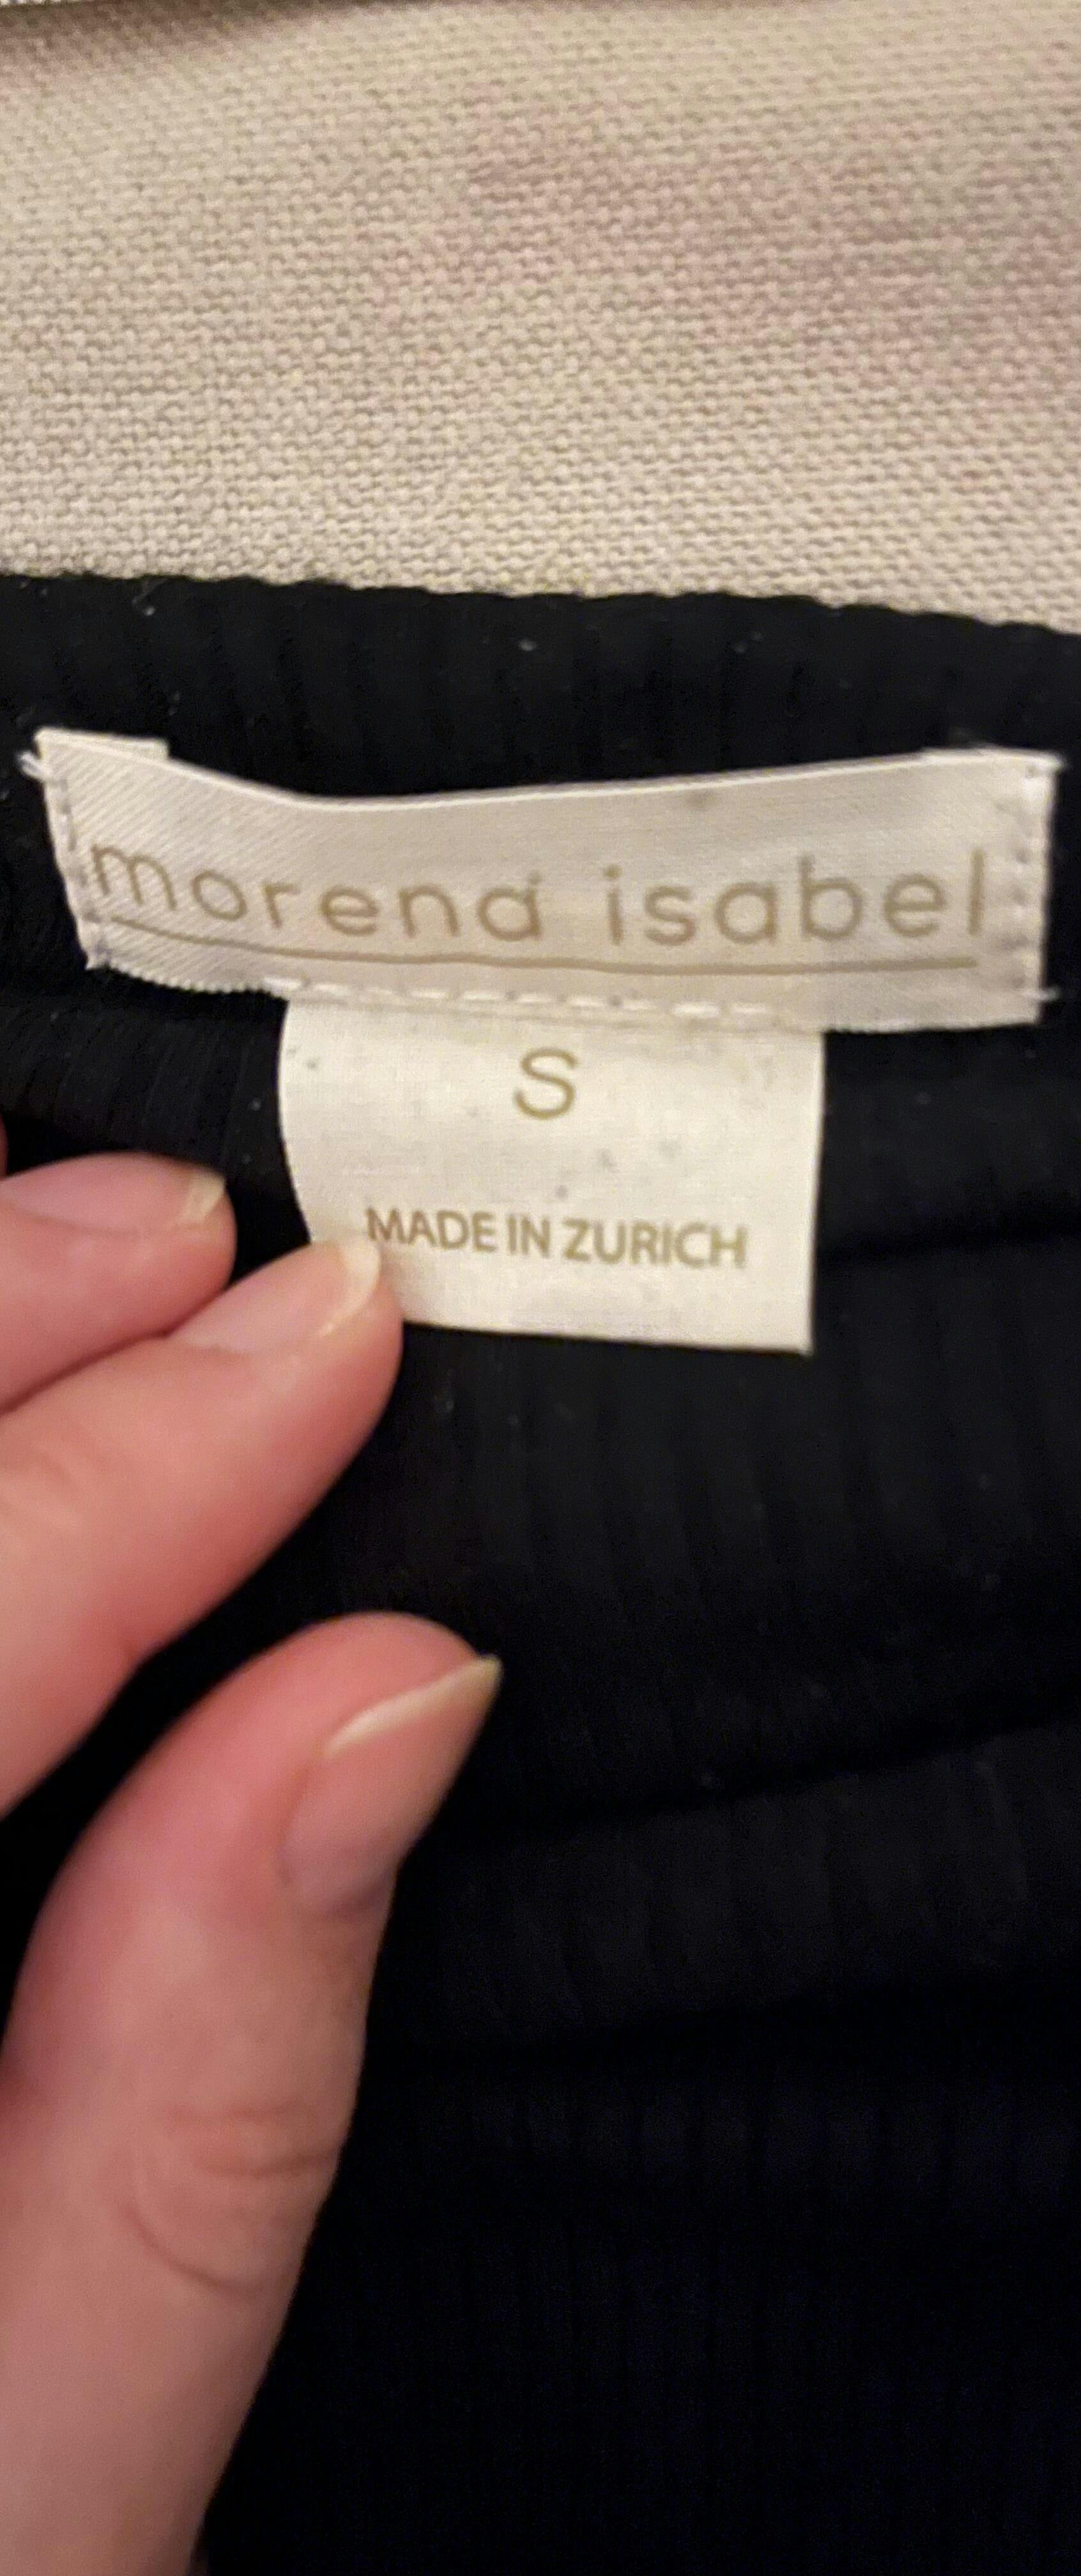 morena isabel
S
MADE IN ZURICH